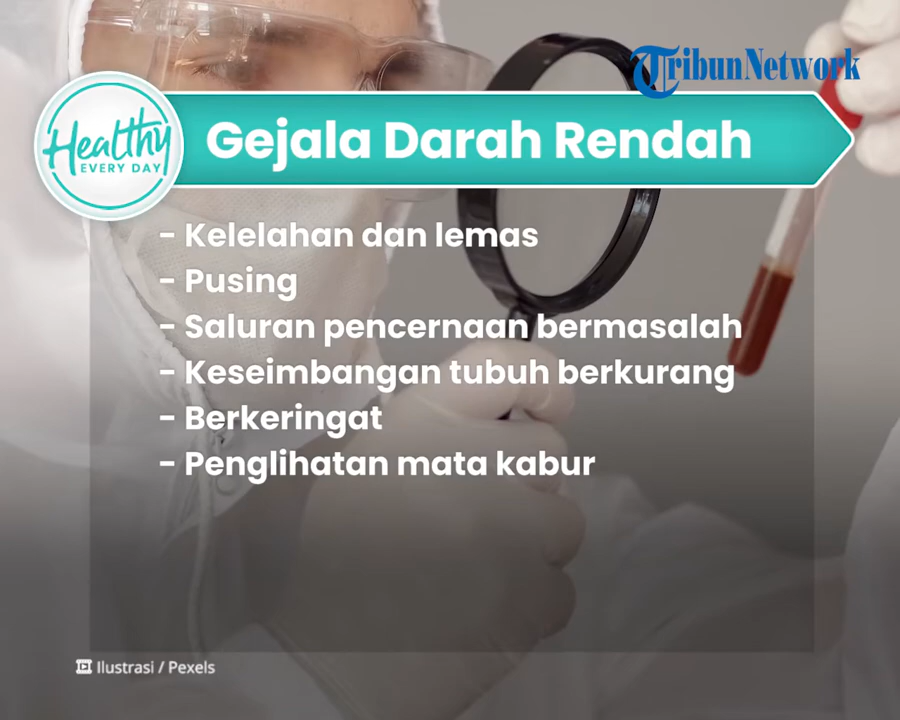 TribunNetwork
Healthy
EVERY DAY
Gejala Darah Rendah
- Kelelahan dan lemas
- Pusing
- Saluran pencernaan bermasalah
- Keseimbangan tubuh berkurang
- Berkeringat
- Penglihatan mata kabur
Ilustrasi / Pexels